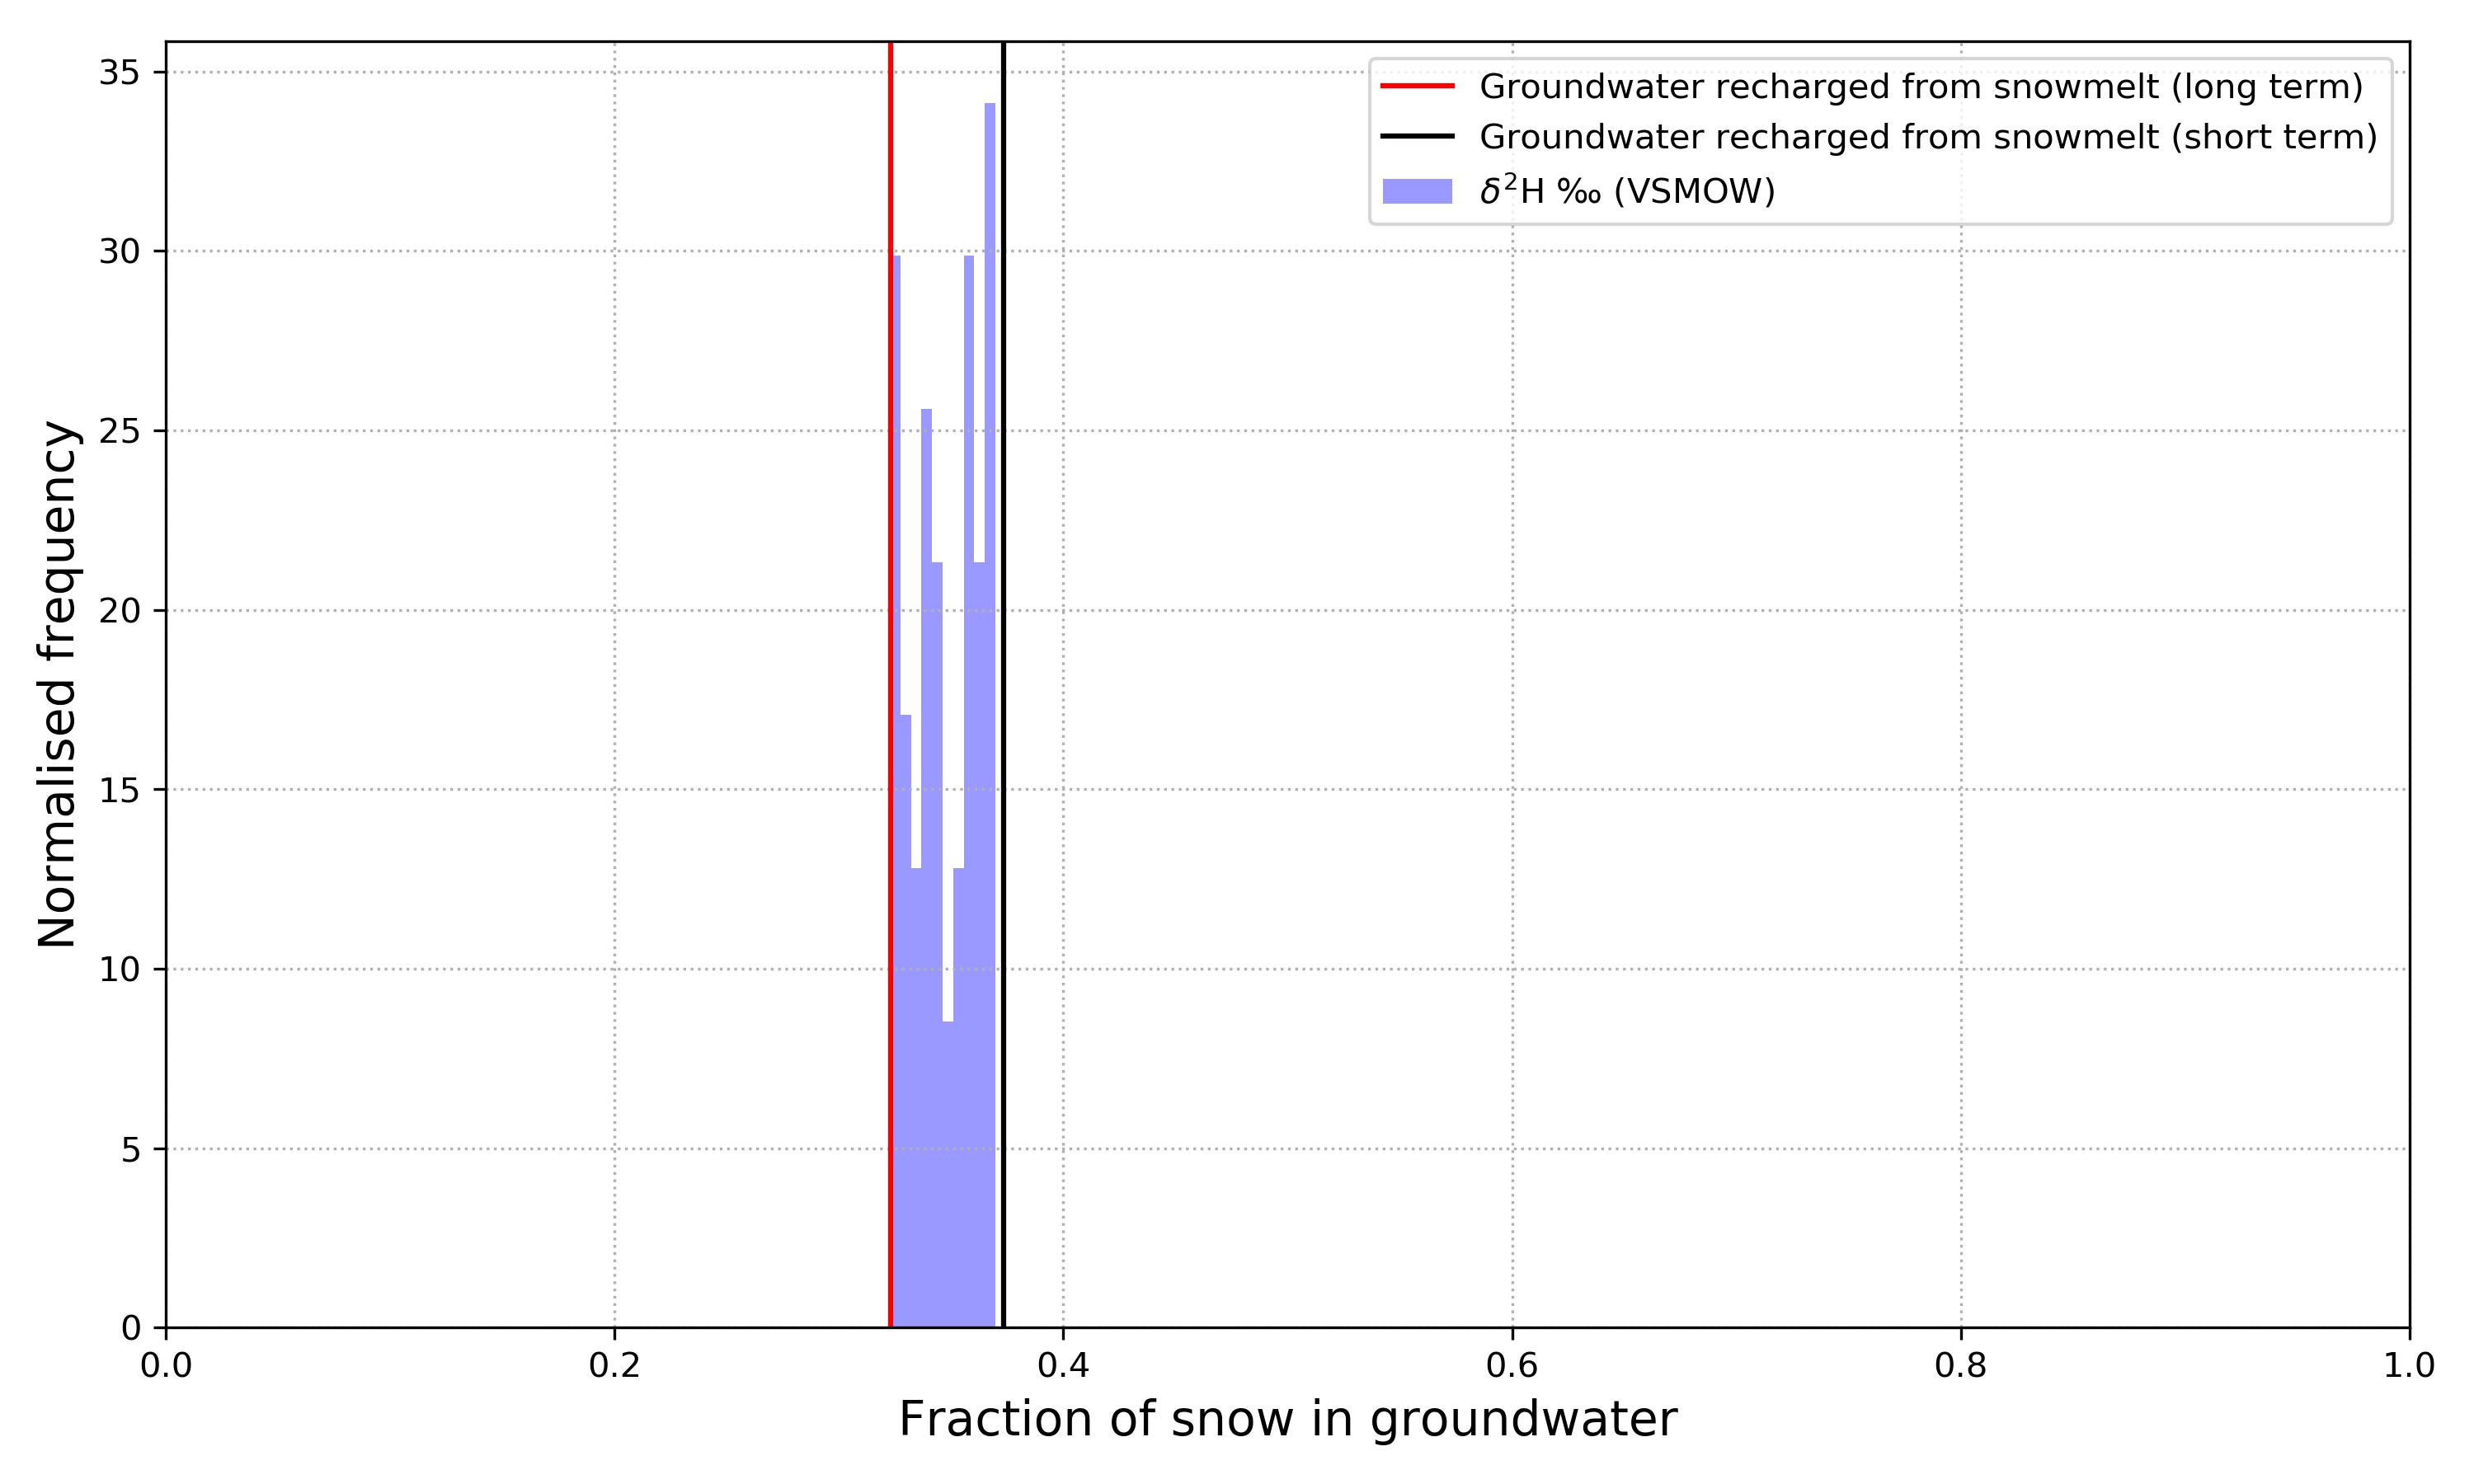 Groundwater recharged from snowmelt (long term)
Groundwater recharged from snowmelt (short term)
δ²H ‰ (VSMOW)
Normalised frequency
35
30
25
20
15
10
5
0
0.0 0.2 0.4 0.6 0.8 1.0
Fraction of snow in groundwater